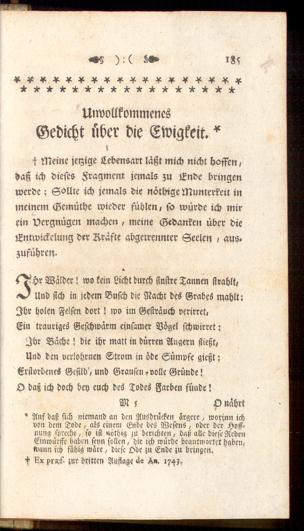 ):( 185
Unvollkommenes
Gedicht über die Ewigkeit. *
† Meine jetzige Lebensart läßt mich nicht hoffen,
daß ich dieses Fragment jemals zu Ende bringen
werde; Sollte ich jemals die nöthige Munterkeit in
meinem Gemüthe wieder fühlen, so würde ich mir
ein Vergnügen machen, meine Gedanken über die
Entwickelung der Kräfte abgetrennter Seelen, aus-
zuführen.
Ihr Wälder! wo kein Licht durch finstre Tannen strahlt,
Und sich in jedem Busch die Nacht des Grabes mahlt:
Ihr holen Felsen dort! wo im Gesträuch verirret,
Ein trauriges Geschwärm einsamer Vögel schwirret:
Ihr Bäche! die ihr matt in dürren Angern fließt,
Und den verlohrnen Strom in öde Sümpfe gießt:
Erstorbenes Gefild', und Grausen-volle Gründe!
O daß ich doch bey euch des Todes Farben fünde!
M 5 O nährt
* Auf daß sich niemand an den Ausdrücken ärgere, worinn ich
von dem Tode, als einem Ende des Wesens, oder der Hoff-
nung spreche, so ist nöthig zu berichten, daß alle diese Reden
Einwürffe haben seyn sollen, die ich würde beantwortet haben,
wann ich fähig wäre, diese Ode zu Ende zu bringen.
† Ex præf. zur dritten Auflage de An. 1743.